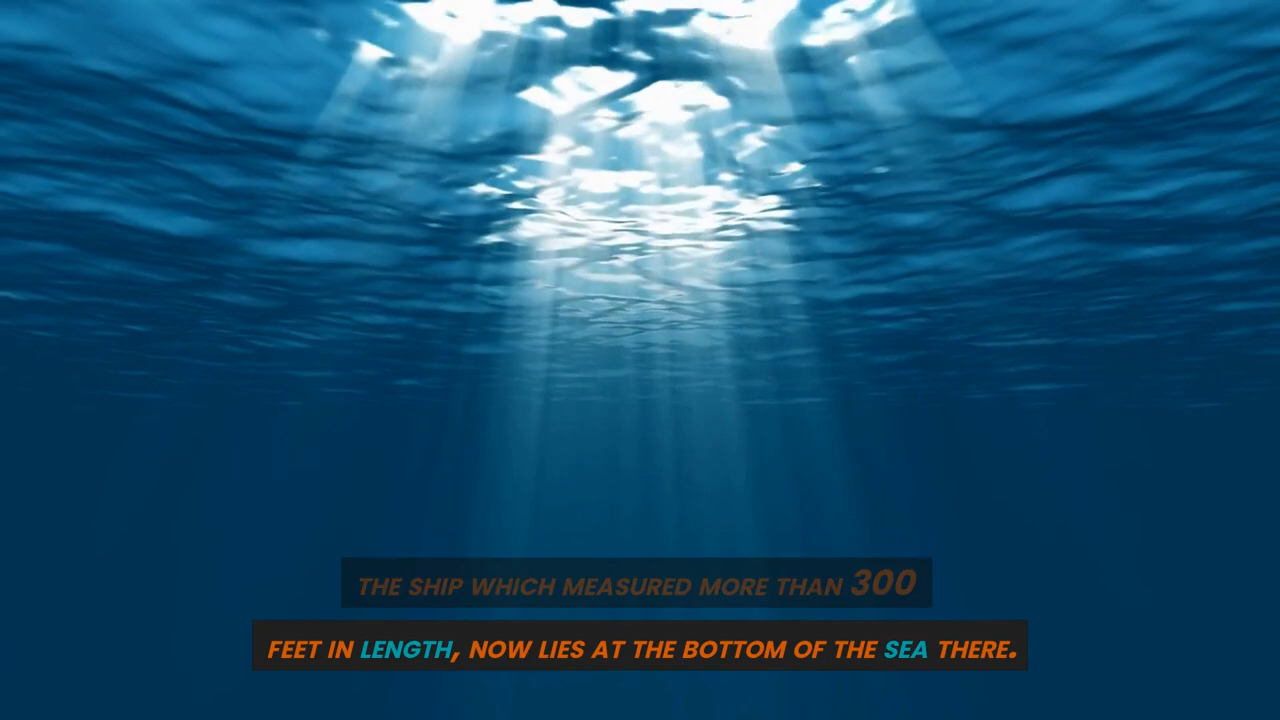 THE SHIP WHICH MEASURED MORE THAN 300
FEET IN LENGTH, NOW LIES AT THE BOTTOM OF THE SEA THERE.